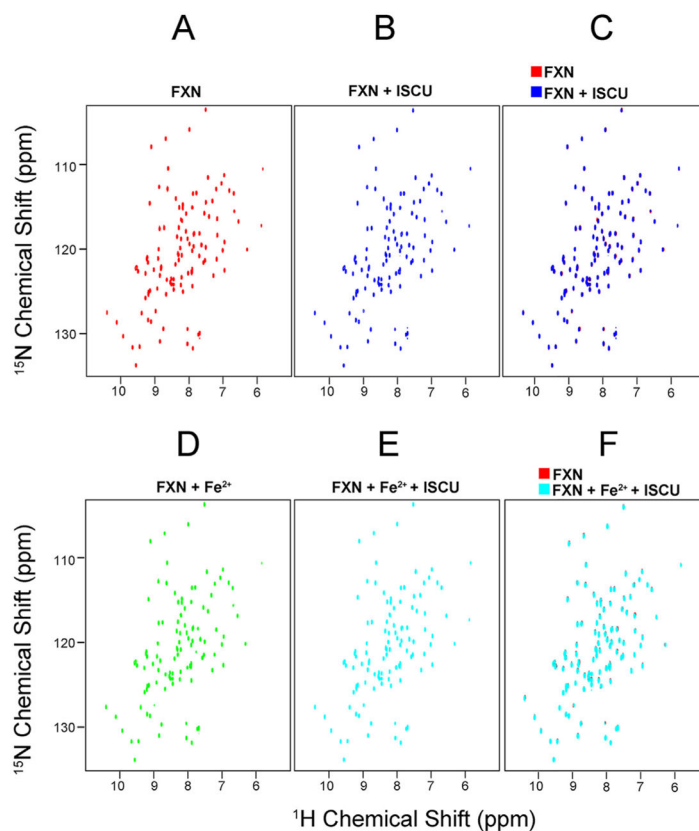 A B C
FXN FXN + ISCU FXN
FXN + ISCU
110
120
130
10 9 8 7 6 10 9 8 7 6 10 9 8 7 6
¹⁵N Chemical Shift (ppm)
D E F
FXN + Fe²⁺ FXN + Fe²⁺ + ISCU FXN
FXN + Fe²⁺ + ISCU
110
120
130
10 9 8 7 6 10 9 8 7 6 10 9 8 7 6
¹⁵N Chemical Shift (ppm)
¹H Chemical Shift (ppm)